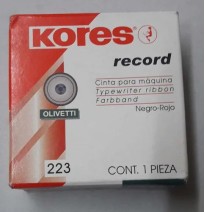 Kores
record
Cinta para máquina
Typewriter ribbon
Farbband
Negro-Rojo
OLIVETTI
223
CONT. 1 PIEZA